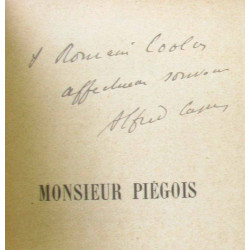 à Romain Coolus
affectueux souvenir
Alfred Capus
MONSIEUR PIÉGOIS